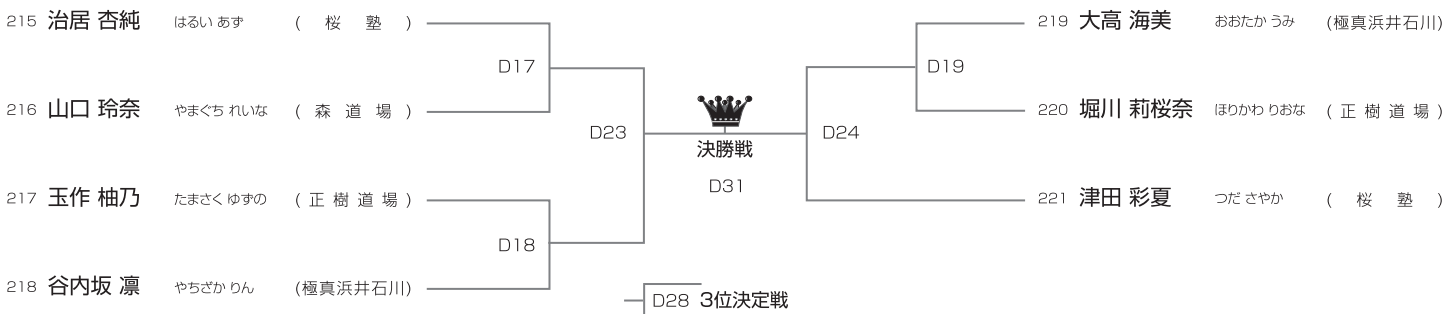 215 治居 杏純 はるい あず (桜塾)
D17
216 山口 玲奈 やまぐち れいな (森道場)
D23
217 玉作 柚乃 たまさく ゆずの (正樹道場)
D18
218 谷内坂 凛 やちざか りん (極真浜井石川)
決勝戦
D31
D28 3位決定戦
219 大高 海美 おおたか うみ (極真浜井石川)
D19
220 堀川 莉桜奈 ほりかわ りおな (正樹道場)
D24
221 津田 彩夏 つだ さやか (桜塾)